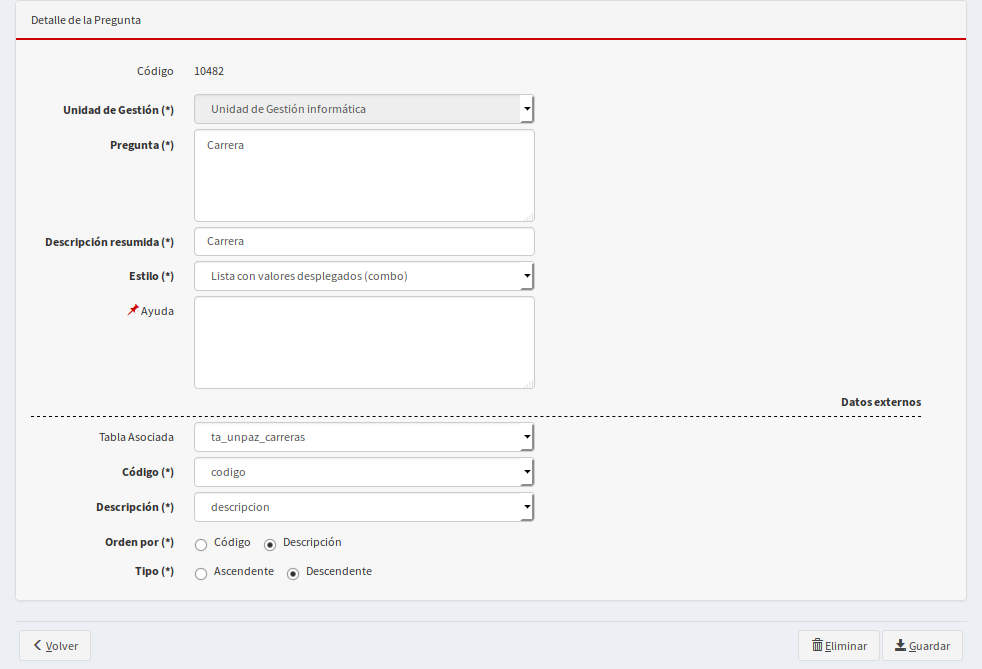 Detalle de la Pregunta
Código 10482
Unidad de Gestión (*) Unidad de Gestión informática
Pregunta (*) Carrera
Descripción resumida (*) Carrera
Estilo (*) Lista con valores desplegados (combo)
Ayuda
Datos externos
Tabla Asociada ta_unpaz_carreras
Código (*) codigo
Descripción (*) descripcion
Orden por (*) Código Descripción
Tipo (*) Ascendente Descendente
Volver Eliminar Guardar